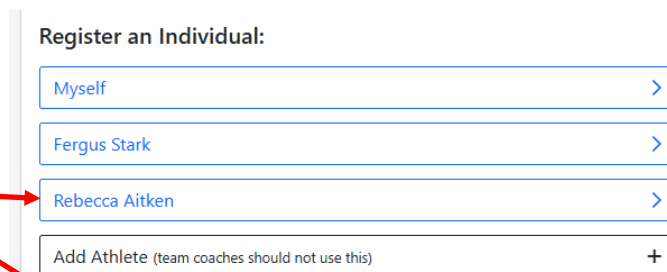 Register an Individual:
Myself
Fergus Stark
Rebecca Aitken
Add Athlete (team coaches should not use this)